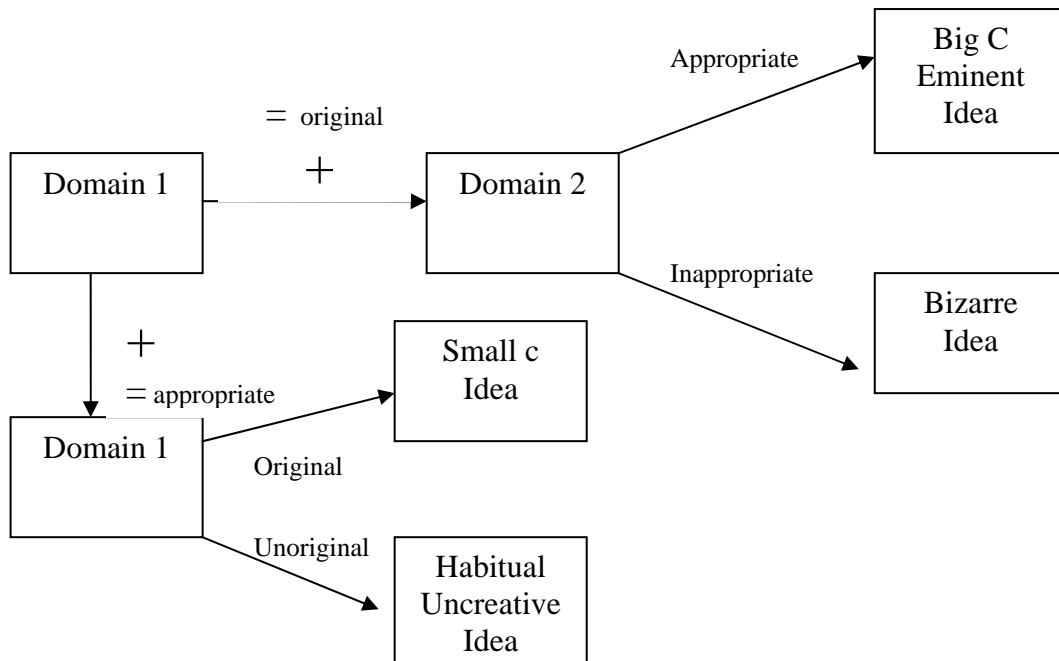 Big C
Eminent
Idea
Appropriate
= original
+
Domain 1
Domain 2
Inappropriate
Bizarre
Idea
+
= appropriate
Small c
Idea
Domain 1
Original
Unoriginal
Habitual
Uncreative
Idea